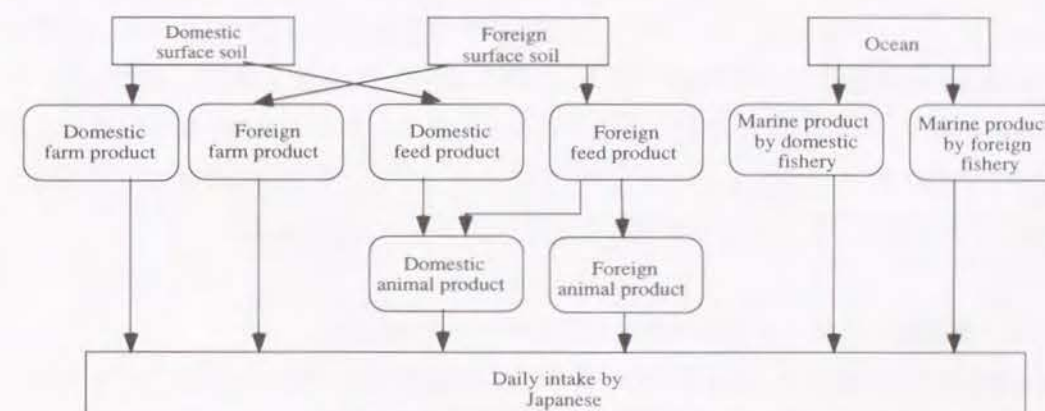 Domestic
surface soil
Foreign
surface soil
Ocean
Domestic
farm product
Foreign
farm product
Domestic
feed product
Foreign
feed product
Marine product
by domestic
fishery
Marine product
by foreign
fishery
Domestic
animal product
Foreign
animal product
Daily intake by
Japanese